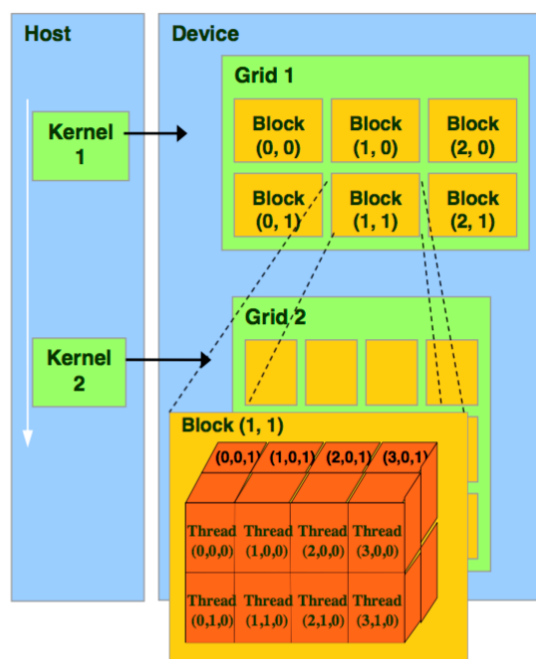 Host
Device
Grid 1
Kernel
1
Block
(0, 0)
Block
(1, 0)
Block
(2, 0)
Block
(0, 1)
Block
(1, 1)
Block
(2, 1)
Grid 2
Kernel
2
Block (1, 1)
(0,0,1) (1,0,1) (2,0,1) (3,0,1)
Thread
(0,0,0)
Thread
(1,0,0)
Thread
(2,0,0)
Thread
(3,0,0)
Thread
(0,1,0)
Thread
(1,1,0)
Thread
(2,1,0)
Thread
(3,1,0)